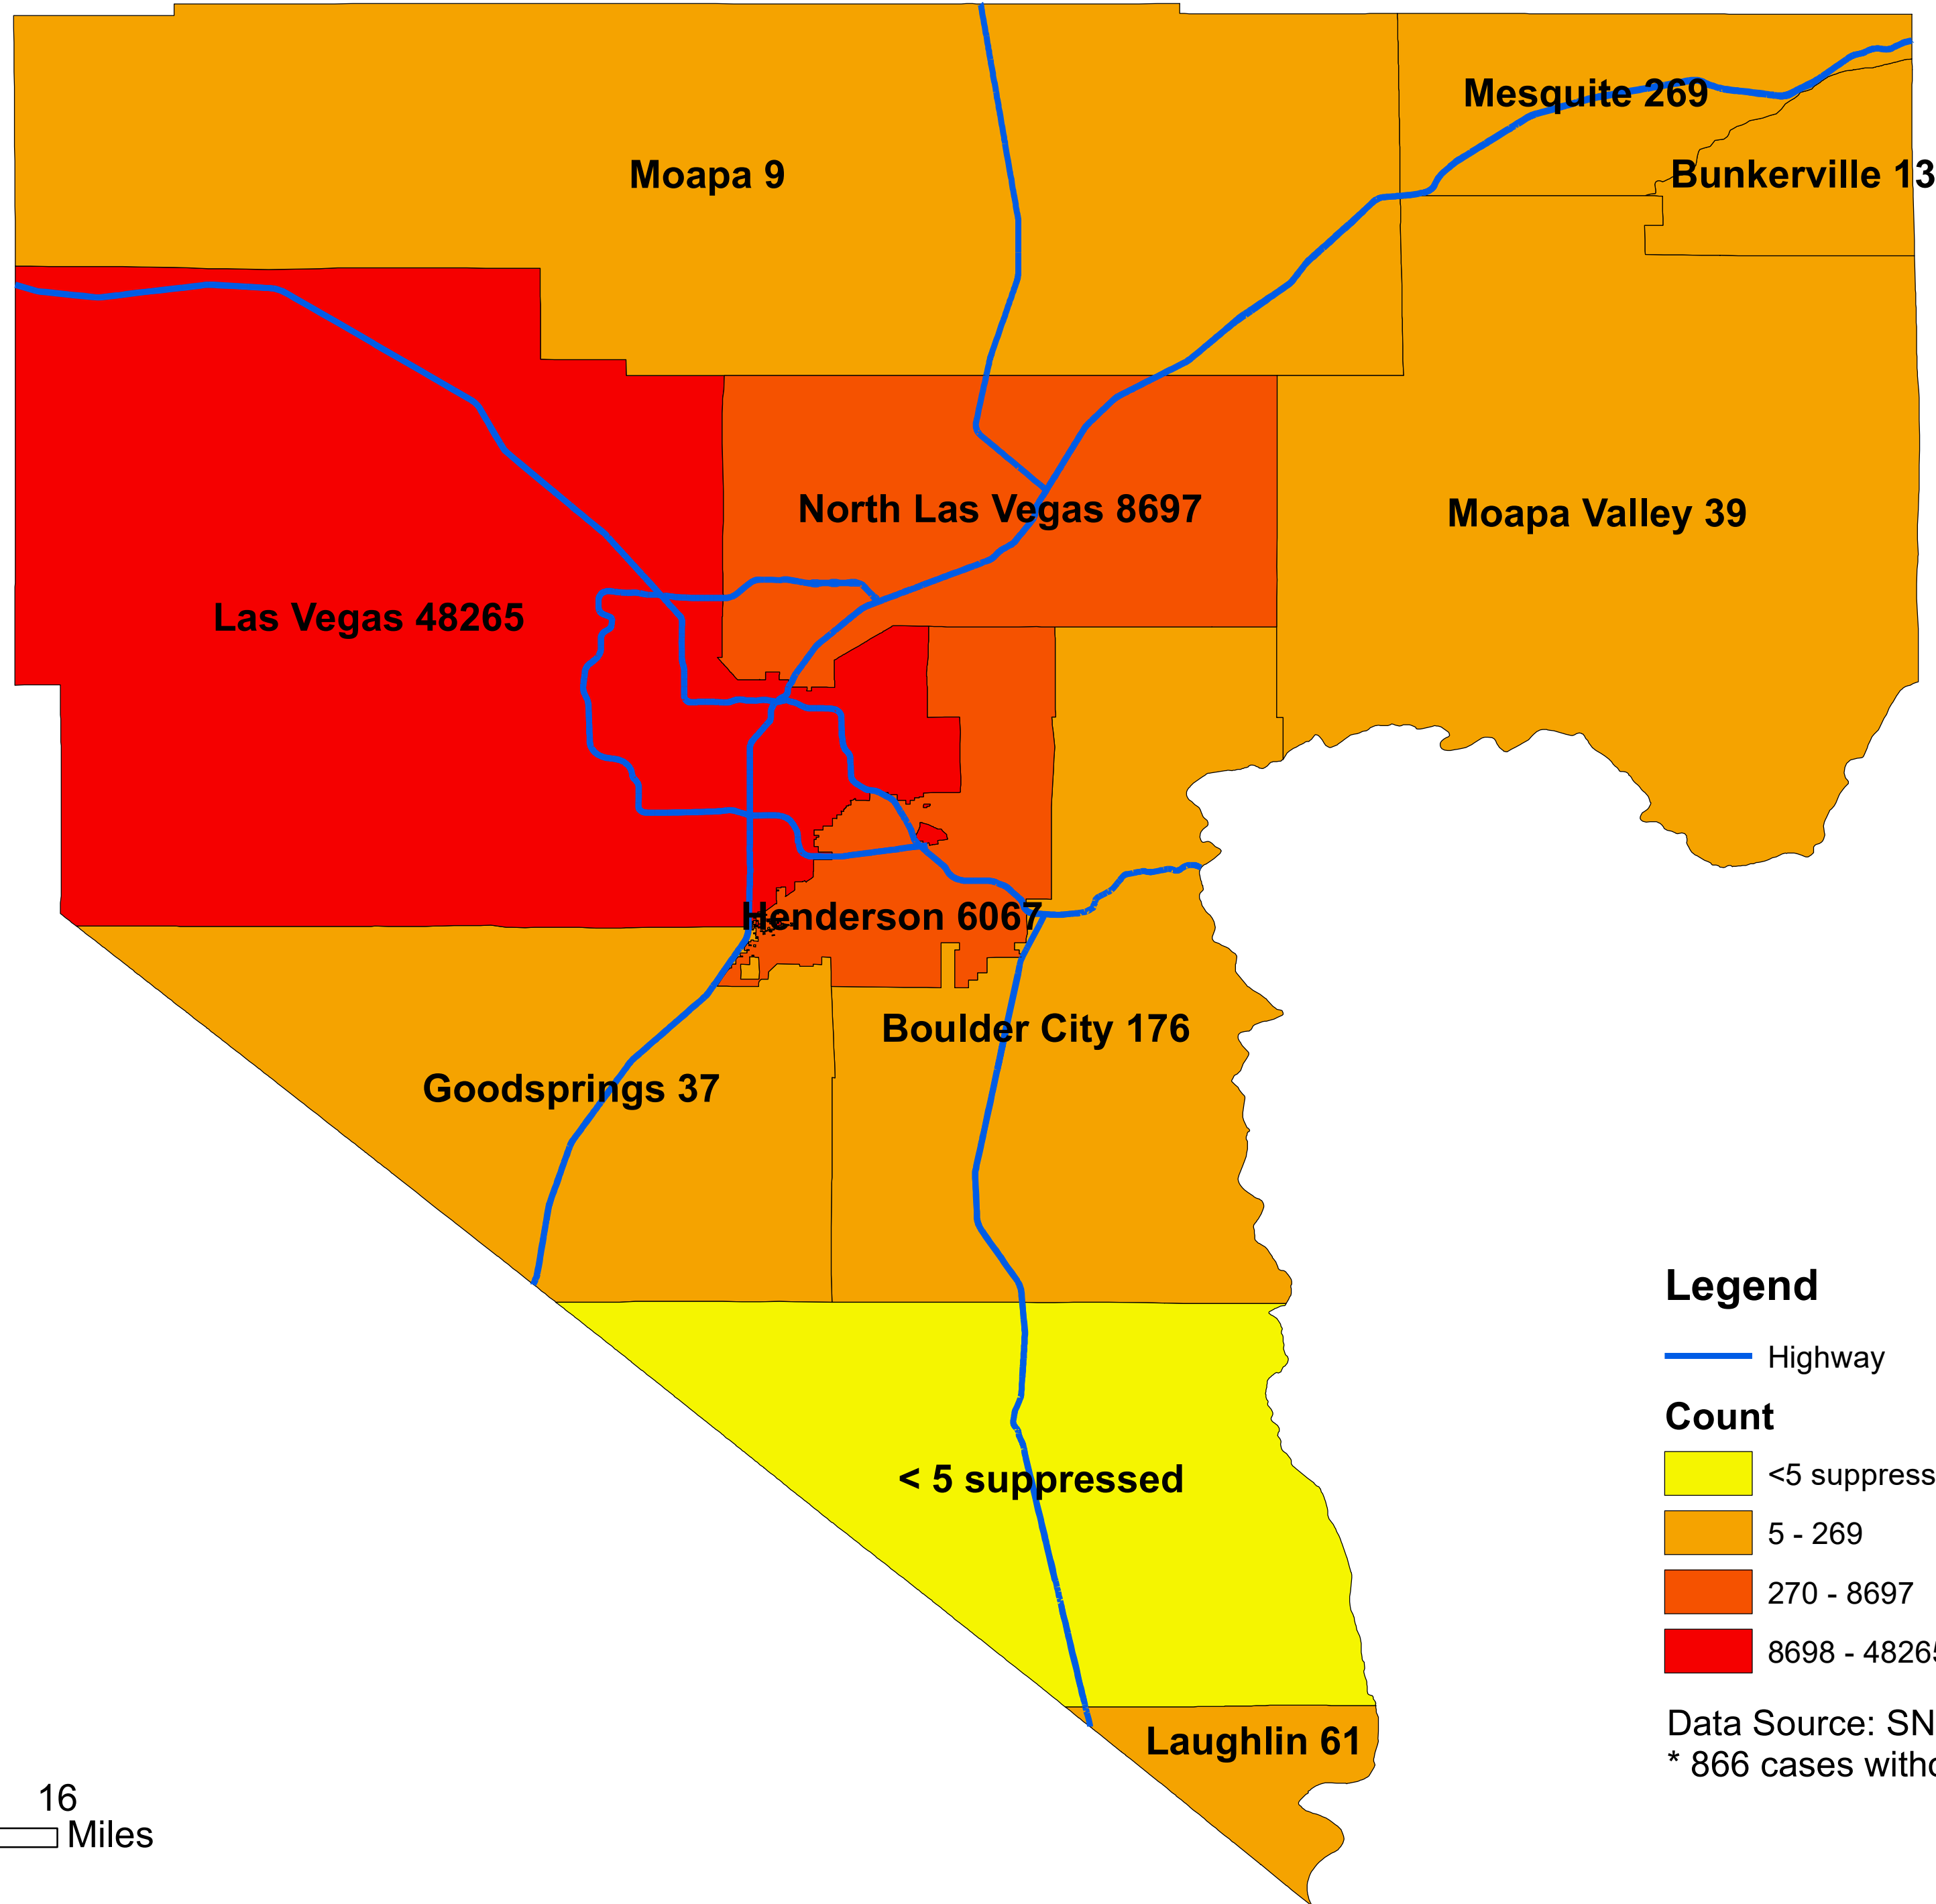 Mesquite 269
Moapa 9
Bunkerville 13
North Las Vegas 8697
Moapa Valley 39
Las Vegas 48265
Henderson 6067
Boulder City 176
Goodsprings 37
< 5 suppressed
Laughlin 61
Legend
Highway
Count
<5 suppress
5 - 269
270 - 8697
8698 - 48265
Data Source: SN
* 866 cases witho
16
Miles